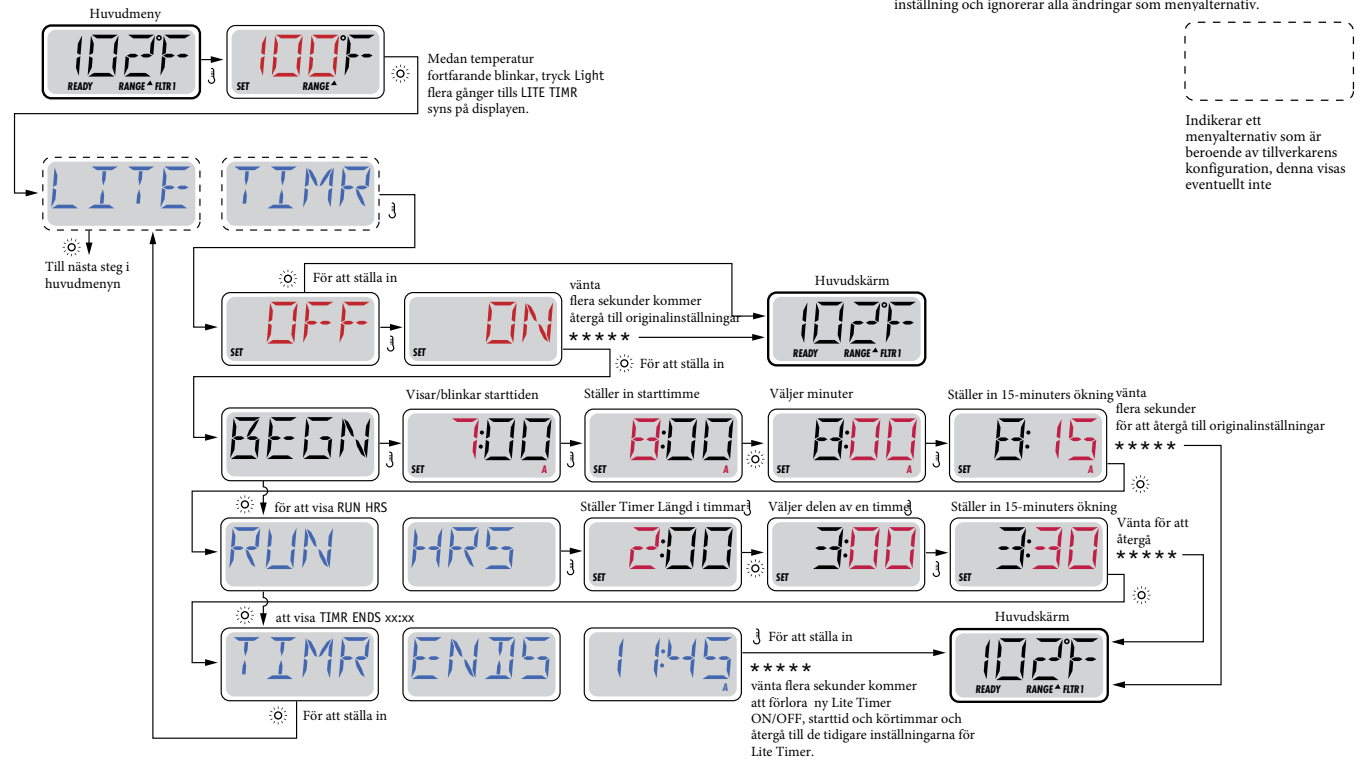 inställning och ignorerar alla ändringar som menyalternativ.
Huvudmeny
102°F
READY RANGE FLTR1
100°F
SET RANGE
Medan temperatur
fortfarande blinkar, tryck Light
flera gånger tills LITE TIMR
syns på displayen.
Indikerar ett
menyalternativ som är
beroende av tillverkarens
konfiguration, denna visas
eventuellt inte
LITE
TIMR
Till nästa steg i
huvudmenyn
För att ställa in
OFF
SET
ON
SET
vänta
flera sekunder kommer
återgå till originalinställningar
*****
Huvudskärm
102°F
READY RANGE FLTR1
För att ställa in
BEGN
Visar/blinkar starttiden
7:00
SET A
Ställer in starttimme
8:00
SET A
Väljer minuter
8:00
SET A
Ställer in 15-minuters ökning
8:15
SET A
vänta
flera sekunder
för att återgå till originalinställningar
*****
för att visa RUN HRS
RUN
HRS
Ställer Timer Längd i timmar
2:00
SET
Väljer delen av en timme
3:00
SET
Ställer in 15-minuters ökning
3:30
SET
Vänta för att
återgå
*****
att visa TIMR ENDS xx:xx
TIMR
ENDS
11:45
A
För att ställa in
*****
vänta flera sekunder kommer
att förlora ny Lite Timer
ON/OFF, starttid och körtimmar och
återgå till de tidigare inställningarna för
Lite Timer.
Huvudskärm
102°F
READY RANGE FLTR1
För att ställa in